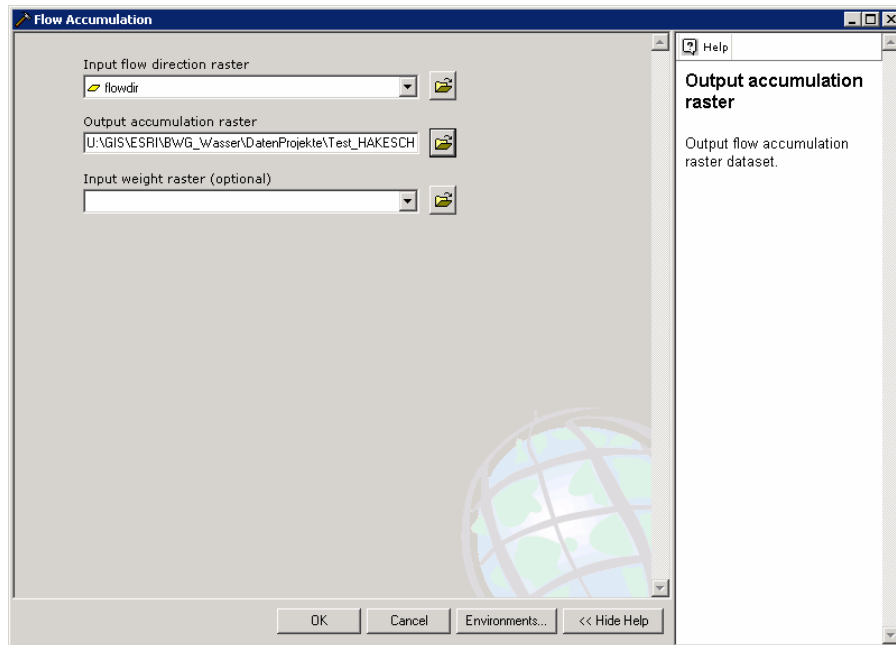 Flow Accumulation
Input flow direction raster
flowdir
Output accumulation raster
U:\GIS\ESRI\BWG_Wasser\DatenProjekte\Test_HAKESCH
Input weight raster (optional)
OK
Cancel
Environments...
<< Hide Help
Help
Output accumulation
raster
Output flow accumulation
raster dataset.